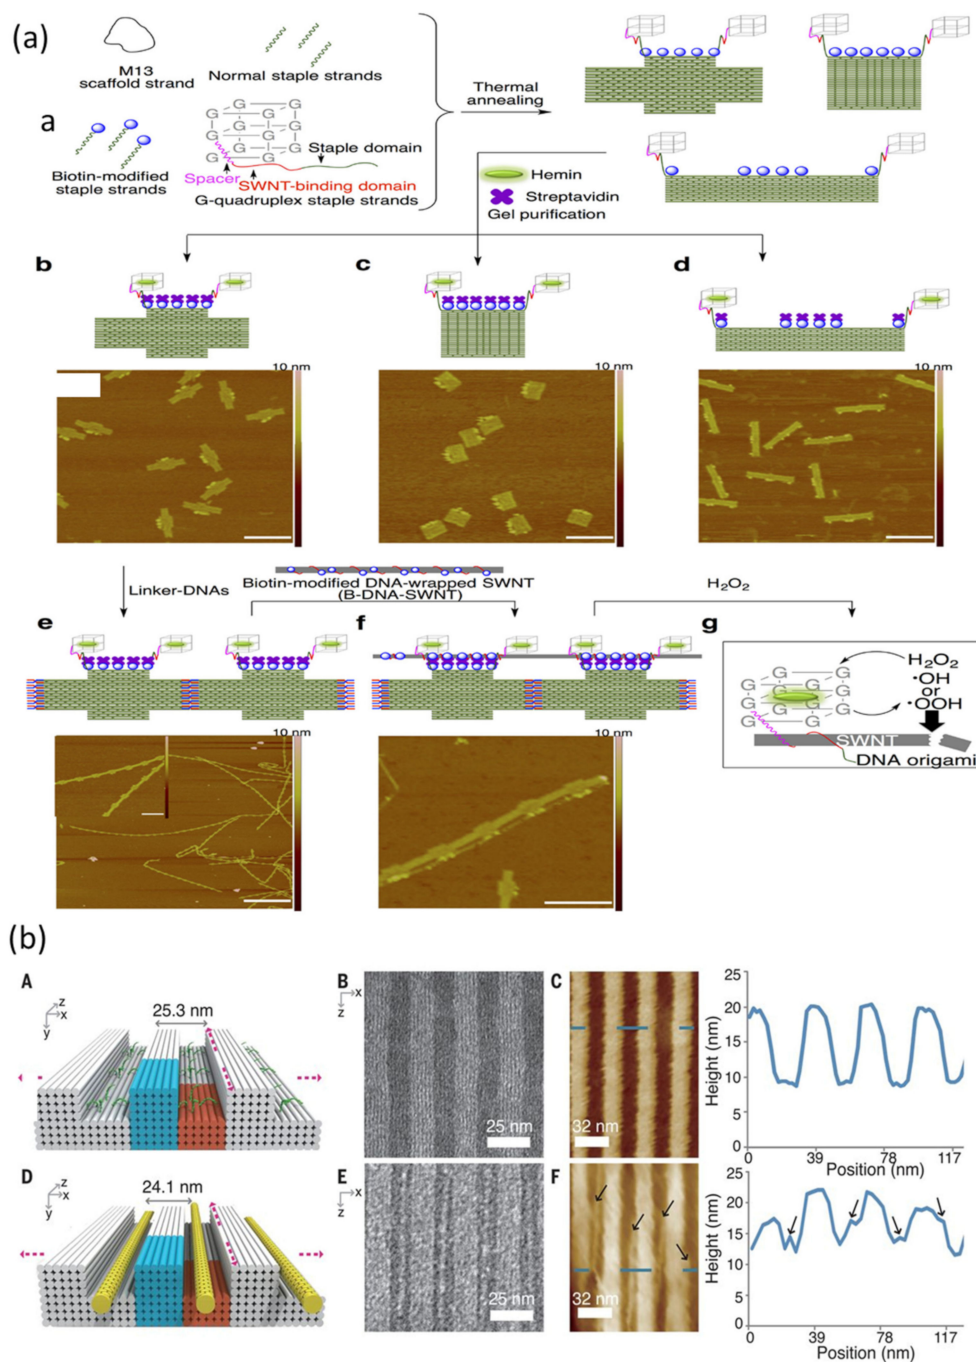 (a)
M13
scaffold strand
Normal staple strands
a
Biotin-modified
staple strands
G G
G G G
G G G
G G
Staple domain
Spacer
SWNT-binding domain
G-quadruplex staple strands
Thermal
annealing
Hemin
Streptavidin
Gel purification
b
c
d
10 nm
10 nm
10 nm
Linker-DNAs
Biotin-modified DNA-wrapped SWNT
(B-DNA-SWNT)
H2O2
e
f
g
G G
G G G
G G G
G G
H2O2
·OH
or
·OOH
SWNT
DNA origami
(b)
A
z
x
y
25.3 nm
B
x
z
25 nm
C
32 nm
Height (nm)
25
20
15
10
5
0
0 39 78 117
Position (nm)
D
z
x
y
24.1 nm
E
x
z
25 nm
F
32 nm
Height (nm)
25
20
15
10
5
0
0 39 78 117
Position (nm)